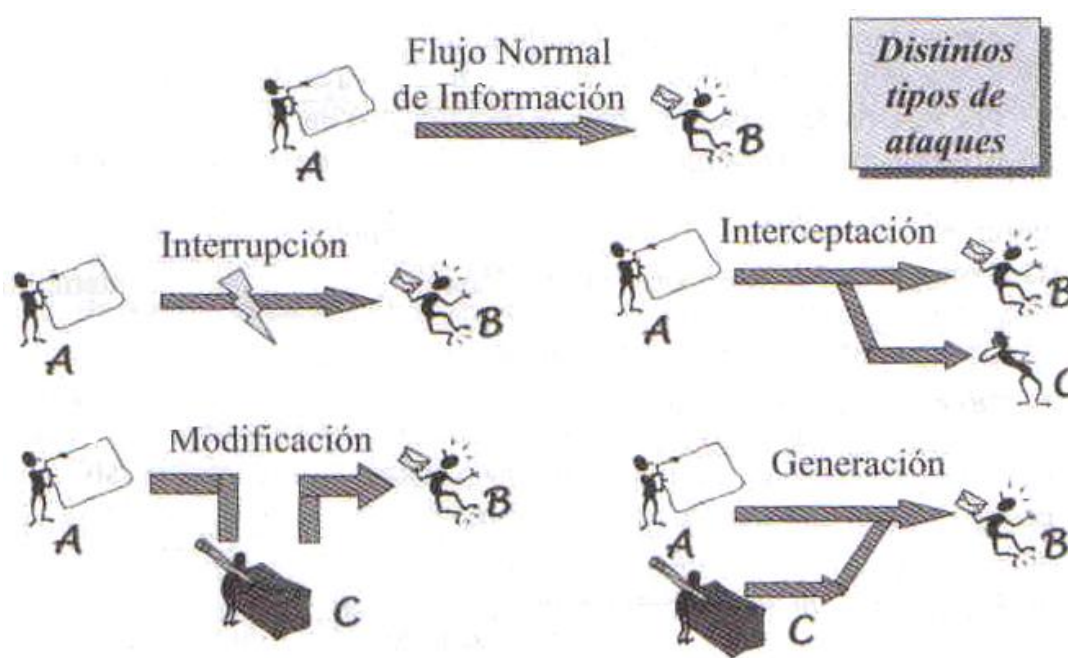 Flujo Normal
de Información
A
B
Distintos
tipos de
ataques
Interrupción
A
B
Interceptación
A
B
C
Modificación
A
B
C
Generación
A
B
C